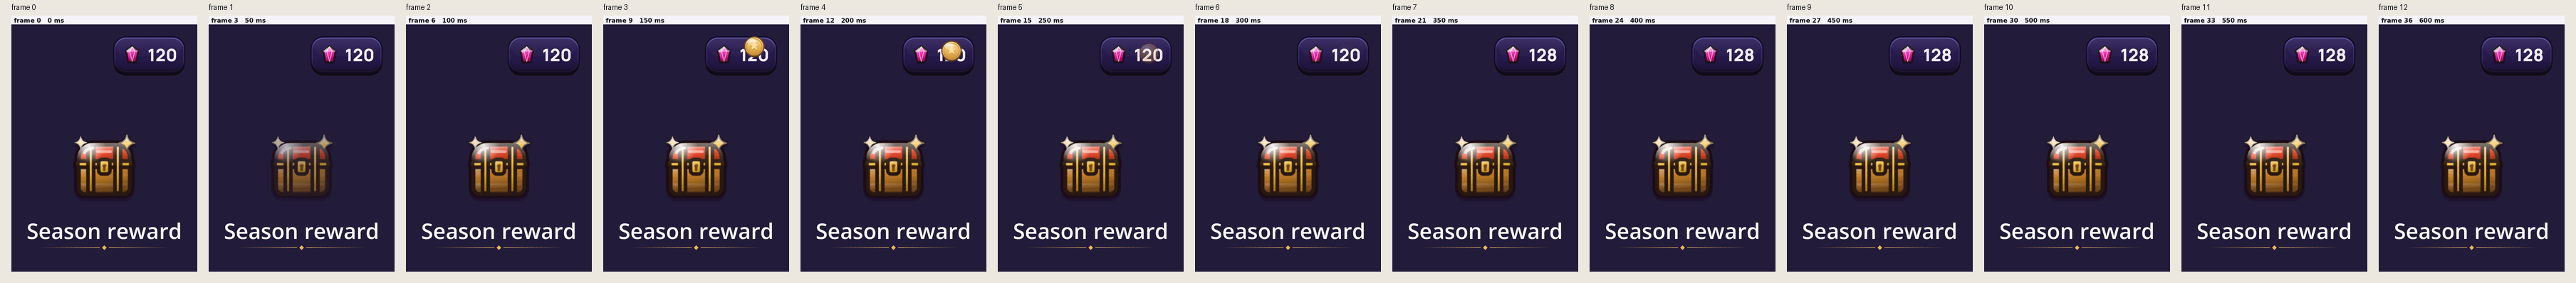 frame 0
frame 0 0 ms
120
Season reward
frame 1
frame 3 50 ms
120
Season reward
frame 2
frame 6 100 ms
120
Season reward
frame 3
frame 9 150 ms
120
Season reward
frame 4
frame 12 200 ms
Season reward
frame 5
frame 15 250 ms
120
Season reward
frame 6
frame 18 300 ms
120
Season reward
frame 7
frame 21 350 ms
128
Season reward
frame 8
frame 24 400 ms
128
Season reward
frame 9
frame 27 450 ms
128
Season reward
frame 10
frame 30 500 ms
128
Season reward
frame 11
frame 33 550 ms
128
Season reward
frame 12
frame 36 600 ms
128
Season reward